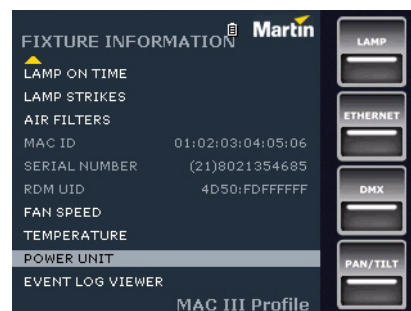 Martin
FIXTURE INFORMATION
LAMP ON TIME
LAMP STRIKES
AIR FILTERS
MAC ID 01:02:03:04:05:06
SERIAL NUMBER (21)8021354685
RDM UID 4D50:FDFFFFFF
FAN SPEED
TEMPERATURE
POWER UNIT
EVENT LOG VIEWER
MAC III Profile
LAMP
ETHERNET
DMX
PAN/TILT